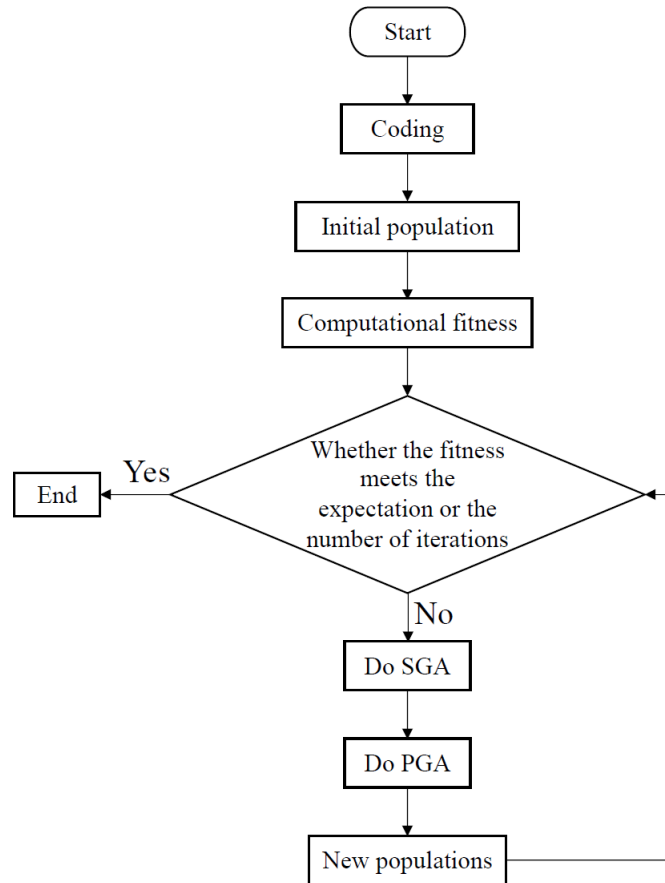 Start
Coding
Initial population
Computational fitness
Whether the fitness
meets the
expectation or the
number of iterations
Yes
End
No
Do SGA
Do PGA
New populations